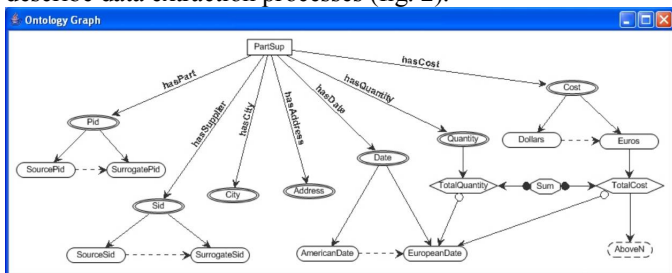 describe data extraction processes (fig. 2).
Ontology Graph
PartSup
hasPart
hasSupplier
hasCity
hasAddress
hasDate
hasQuantity
hasCost
Cost
Pid
Dollars
Euros
Quantity
Date
SourcePid
SurrogatePid
City
Address
TotalQuantity
Sum
TotalCost
Sid
SourceSid
SurrogateSid
AmericanDate
EuropeanDate
AboveN